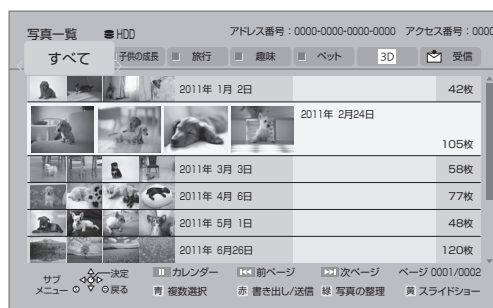 写真一覧 HDD アドレス番号：0000-0000-0000-0000 アクセス番号：0000
すべて 子供の成長 旅行 趣味 ペット 3D 受信
2011年 1月 2日 42枚
2011年 2月24日
105枚
2011年 3月 3日 58枚
2011年 4月 6日 77枚
2011年 5月 1日 48枚
2011年 6月26日 120枚
サブメニュー 決定 戻る
カレンダー 前ページ 次ページ ページ 0001/0002
青 複数選択 赤 書き出し/送信 緑 写真の整理 黄 スライドショー